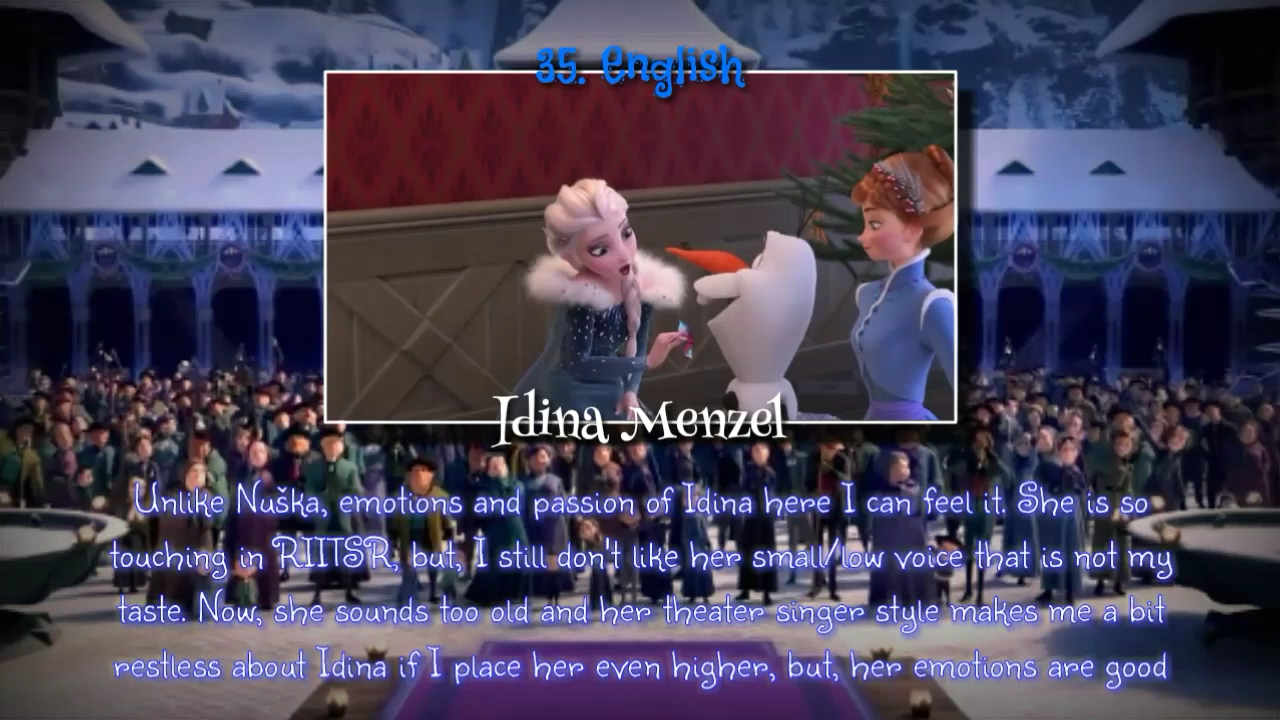 35. English
Idina Menzel
Unlike Nuška, emotions and passion of Idina here I can feel it. She is so
touching in RIITSR, but, I still don't like her small/low voice that is not my
taste. Now, she sounds too old and her theater singer style makes me a bit
restless about Idina if I place her even higher, but, her emotions are good